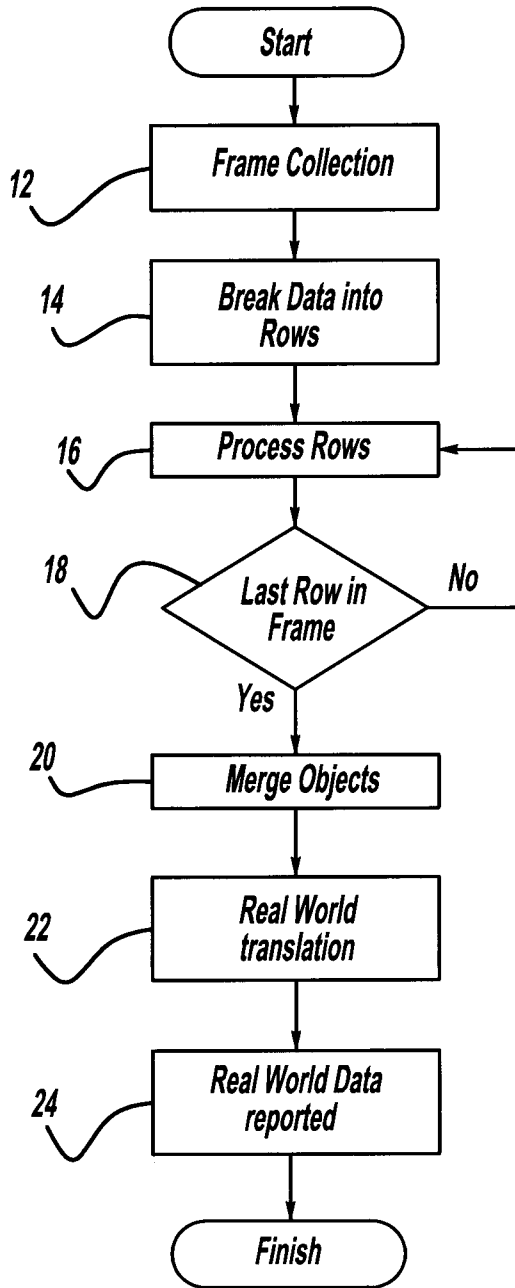 Start
12
Frame Collection
14
Break Data into
Rows
16
Process Rows
18
Last Row in
Frame
No
Yes
20
Merge Objects
22
Real World
translation
24
Real World Data
reported
Finish